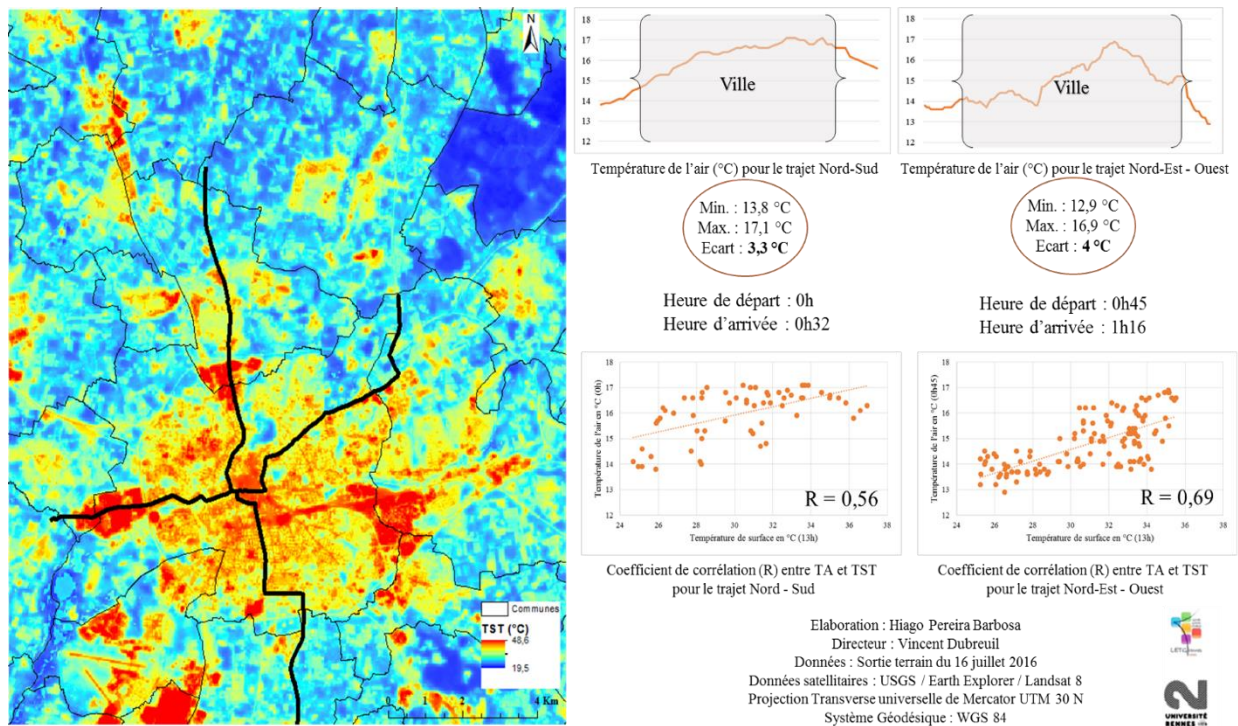 N
Communes
TST (°C)
48,6
19,5
0 1 2 4 Km
18
17
16
15
14
13
12
Ville
Température de l'air (°C) pour le trajet Nord-Sud
Min. : 13,8 °C
Max. : 17,1 °C
Ecart : 3,3 °C
Heure de départ : 0h
Heure d'arrivée : 0h32
18
17
16
15
14
13
12
Ville
Température de l'air (°C) pour le trajet Nord-Est - Ouest
Min. : 12,9 °C
Max. : 16,9 °C
Ecart : 4 °C
Heure de départ : 0h45
Heure d'arrivée : 1h16
Température de l'air en °C (0h)
18
17
16
15
14
13
12
R = 0,56
24 26 28 30 32 34 36 38
Température de surface en °C (13h)
Coefficient de corrélation (R) entre TA et TST
pour le trajet Nord - Sud
Température de l'air en °C (0h45)
18
17
16
15
14
13
12
R = 0,69
24 26 28 30 32 34 36 38
Température de surface en °C (13h)
Coefficient de corrélation (R) entre TA et TST
pour le trajet Nord-Est - Ouest
Elaboration : Hiago Pereira Barbosa
Directeur : Vincent Dubreuil
Données : Sortie terrain du 16 juillet 2016
Données satellitaires : USGS / Earth Explorer / Landsat 8
Projection Transverse universelle de Mercator UTM 30 N
Système Géodésique : WGS 84
LETG
2
UNIVERSITÉ
RENNES